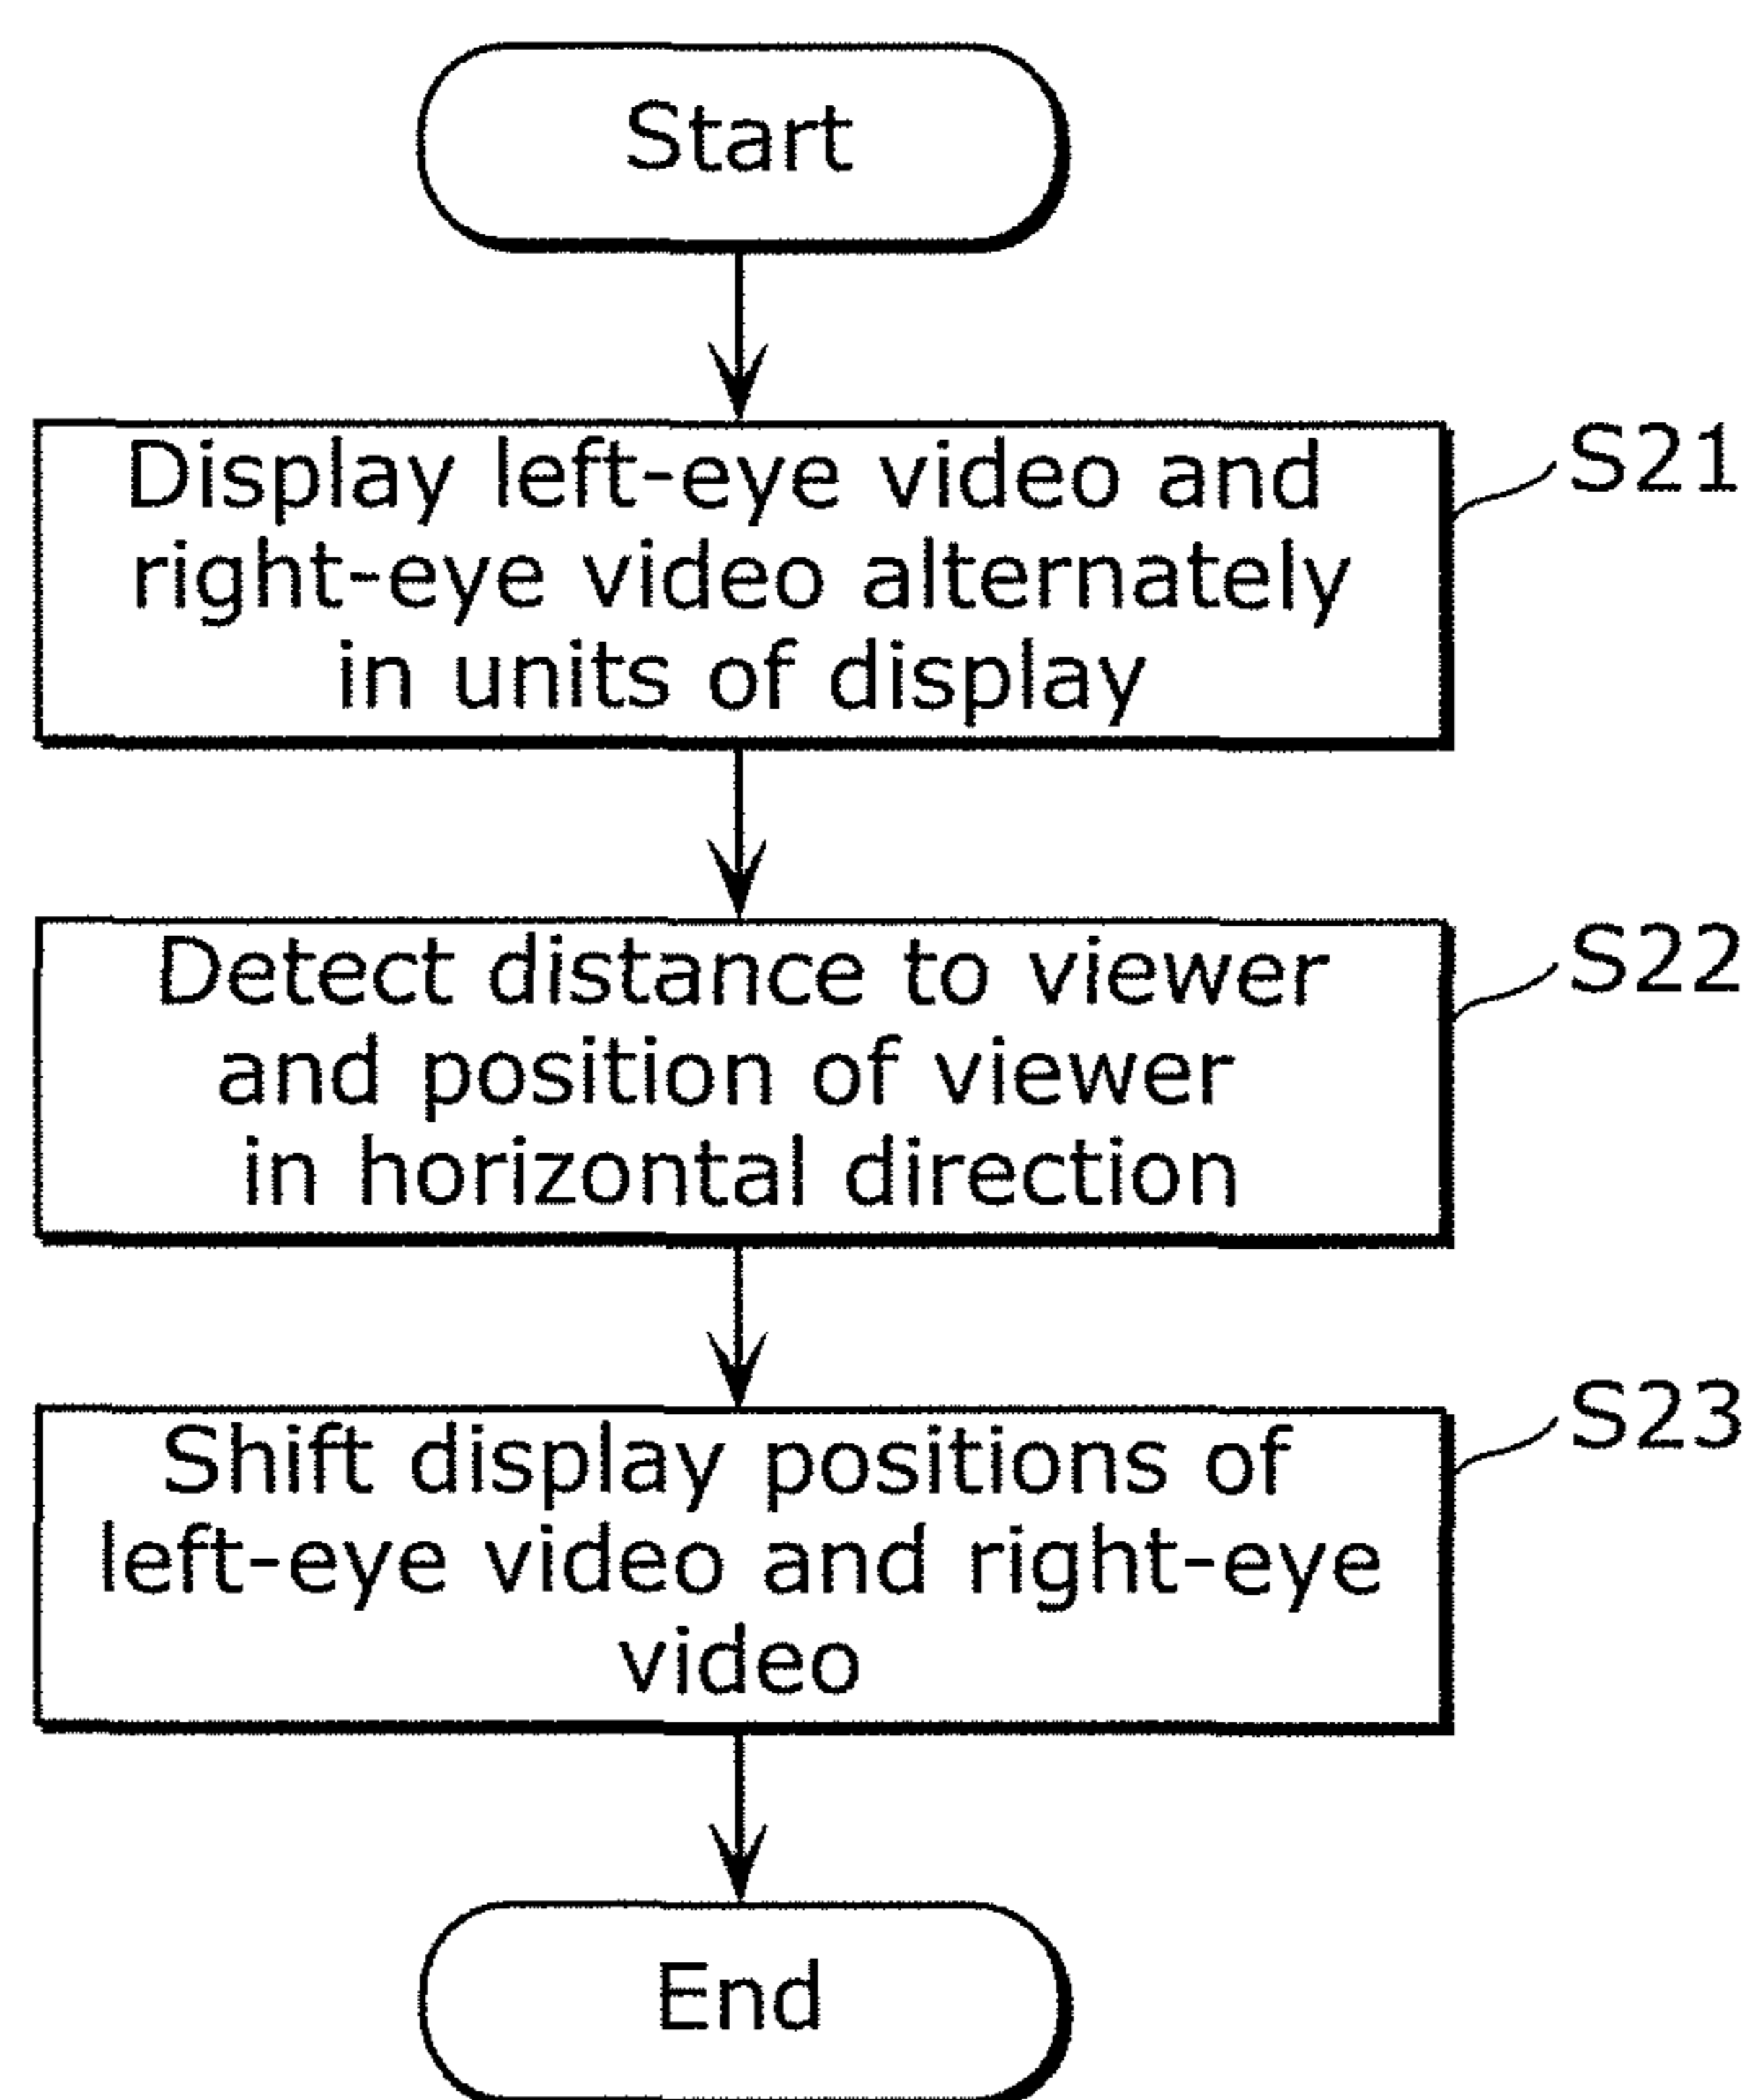 Start
Display left-eye video and
right-eye video alternately
in units of display
S21
Detect distance to viewer
and position of viewer
in horizontal direction
S22
Shift display positions of
left-eye video and right-eye
video
S23
End